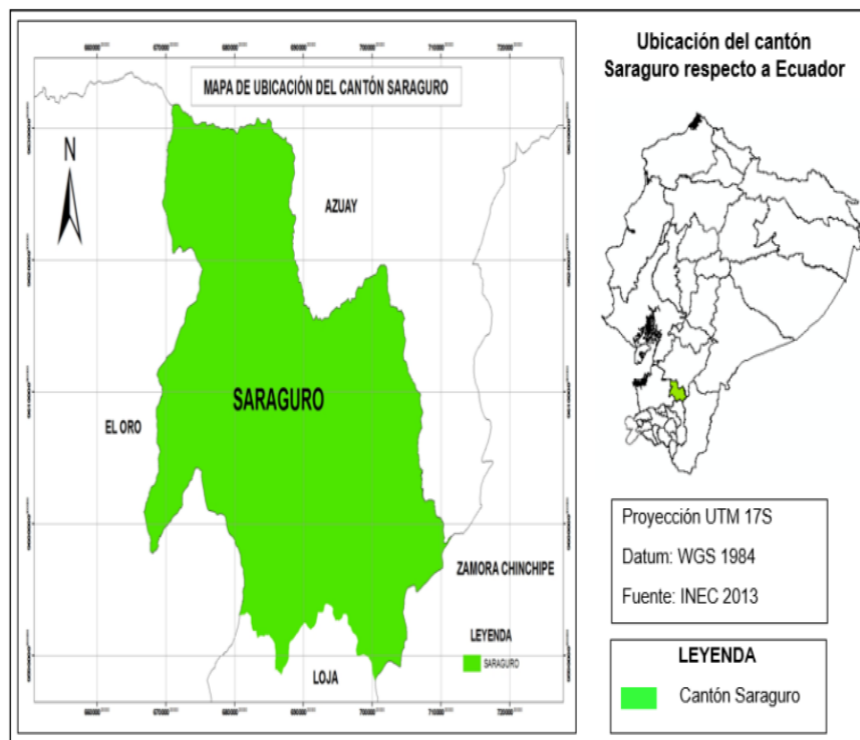 MAPA DE UBICACIÓN DEL CANTÓN SARAGURO
N
AZUAY
SARAGURO
EL ORO
ZAMORA CHINCHIPE
LOJA
LEYENDA
SARAGURO
Ubicación del cantón
Saraguro respecto a Ecuador
Proyección UTM 17S
Datum: WGS 1984
Fuente: INEC 2013
LEYENDA
Cantón Saraguro